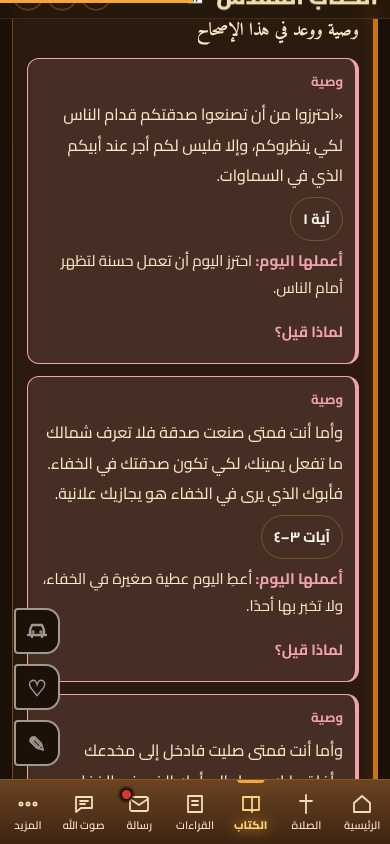 الكتاب المقدس
وصية ووعد في هذا الإصحاح
وصية
«احترزوا من أن تصنعوا صدقتكم قدام الناس
لكي ينظروكم، وإلا فليس لكم أجر عند أبيكم
الذي في السماوات.
آية ١
أعملها اليوم: احترز اليوم أن تعمل حسنة لتظهر
أمام الناس.
لماذا قيل؟
وصية
وأما أنت فمتى صنعت صدقة فلا تعرف شمالك
ما تفعل يمينك، لكي تكون صدقتك في الخفاء.
فأبوك الذي يرى في الخفاء هو يجازيك علانية.
آيات ٣–٤
أعملها اليوم: أعطِ اليوم عطية صغيرة في الخفاء،
ولا تخبر بها أحدًا.
لماذا قيل؟
وصية
وأما أنت فمتى صليت فادخل إلى مخدعك
الرئيسية
الصلاة
الكتاب
القراءات
رسالة
صوت الله
المزيد